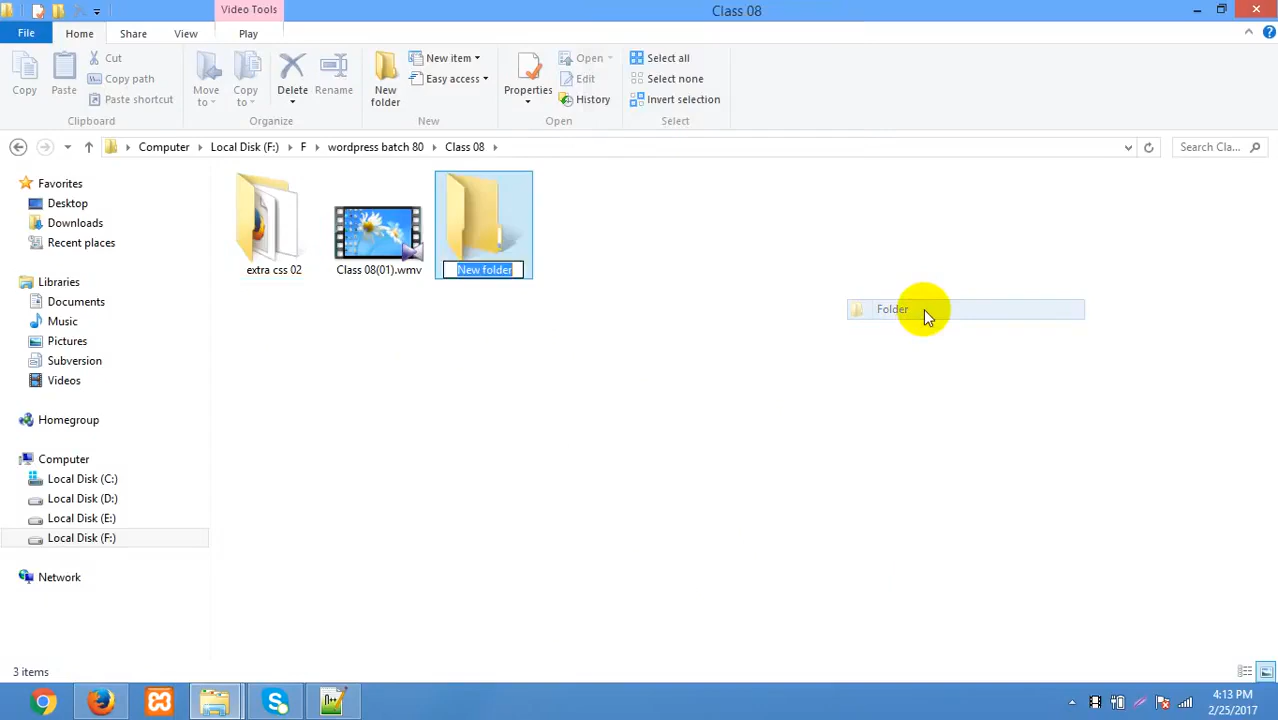 Video Tools
Class 08
File Home Share View Play
Copy
Paste
Cut
Copy path
Paste shortcut
Clipboard
Move to
Copy to
Delete
Rename
Organize
New folder
New item
Easy access
New
Properties
Open
Edit
History
Open
Select all
Select none
Invert selection
Select
Computer Local Disk (F:) F wordpress batch 80 Class 08
Search Cla...
Favorites
Desktop
Downloads
Recent places
Libraries
Documents
Music
Pictures
Subversion
Videos
Homegroup
Computer
Local Disk (C:)
Local Disk (D:)
Local Disk (E:)
Local Disk (F:)
Network
extra css 02
Class 08(01).wmv
New folder
Folder
3 items
4:13 PM
2/25/2017